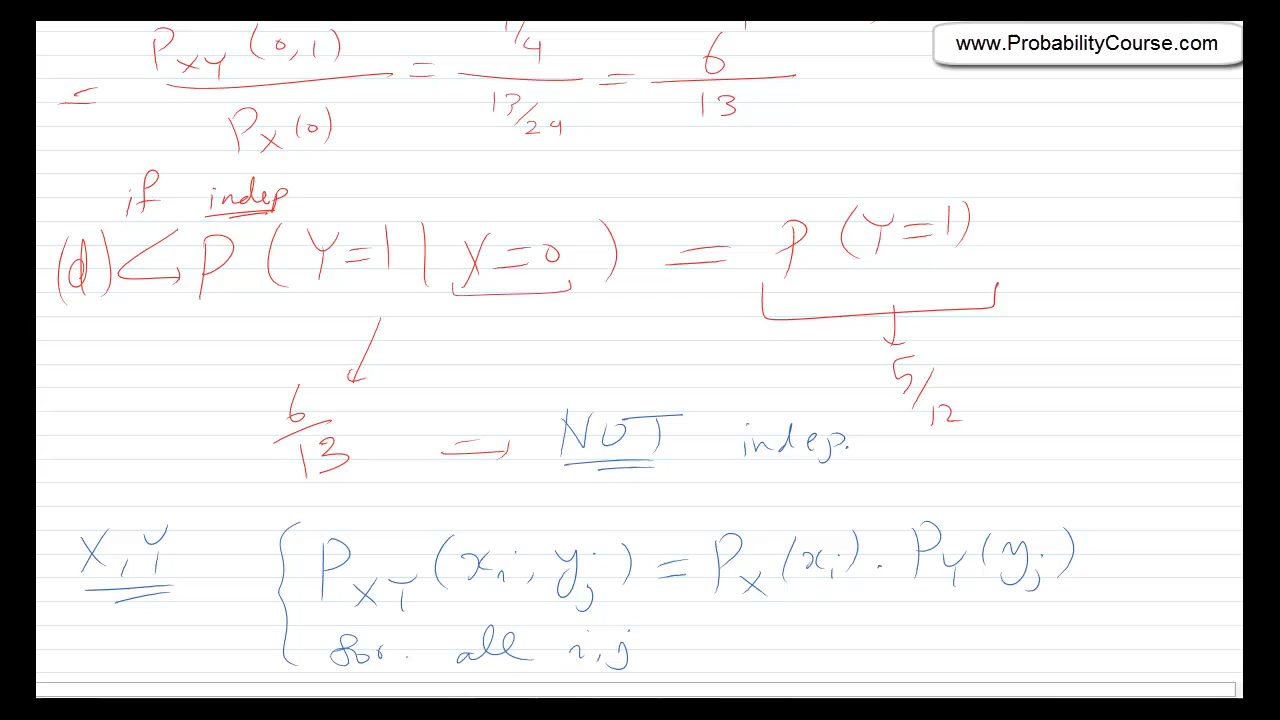 www.ProbabilityCourse.com
= P_XY (0,1) / P_X (0) = 1/4 / 13/24 = 6 / 13
if indep
(d) P ( Y=1 | X=0 ) = P (Y=1)
5/12
6/13 => NOT indep.
X, Y { P_XY (x_i, y_j) = P_X (x_i) . P_Y (y_j)
for all i,j